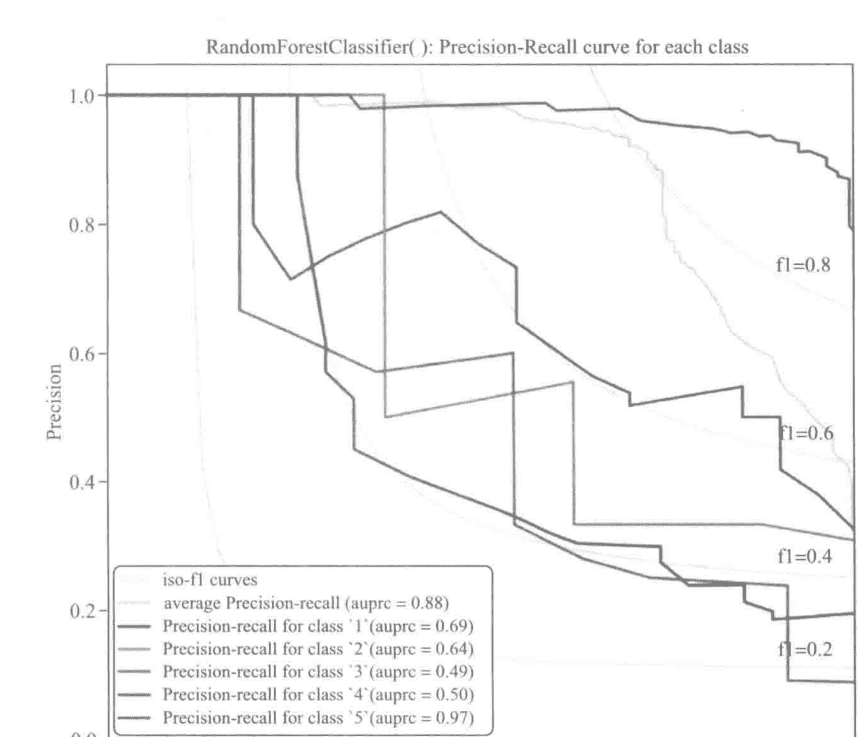 RandomForestClassifier( ): Precision-Recall curve for each class
1.0
0.8
0.6
0.4
0.2
0.0
Precision
f1=0.8
f1=0.6
f1=0.4
f1=0.2
iso-f1 curves
average Precision-recall (auprc = 0.88)
Precision-recall for class `1`(auprc = 0.69)
Precision-recall for class `2`(auprc = 0.64)
Precision-recall for class `3`(auprc = 0.49)
Precision-recall for class `4`(auprc = 0.50)
Precision-recall for class `5`(auprc = 0.97)